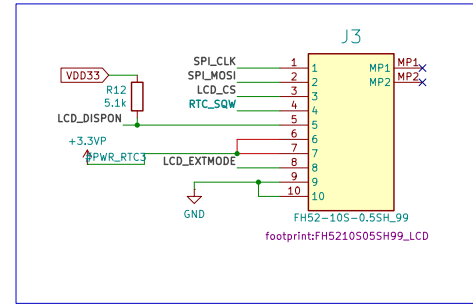 J3
SPI_CLK 1 1 MP1 MP1
VDD33 SPI_MOSI 2 2 MP2 MP2
R12 LCD_CS 3 3
5.1k RTC_SQW 4 4
LCD_DISPON 5 5
+3.3VP 6 6
#PWR_RTC3 7 7
LCD_EXTMODE 8 8
9 9
10 10
GND
FH52-10S-0.5SH_99
footprint:FH5210S05SH99_LCD